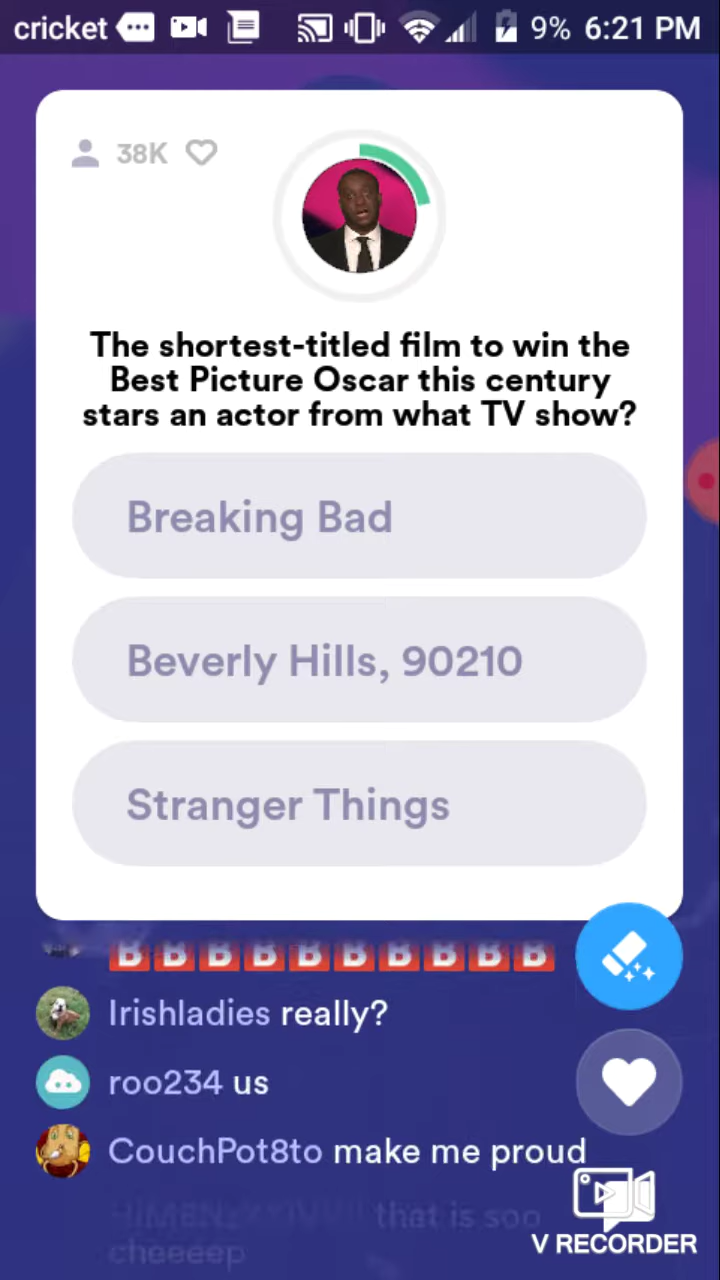 cricket 9% 6:21 PM
38K
The shortest-titled film to win the
Best Picture Oscar this century
stars an actor from what TV show?
Breaking Bad
Beverly Hills, 90210
Stranger Things
B B B B B B B B B B
Irishladies really?
roo234 us
CouchPot8to make me proud
that is soo
cheeeep
V RECORDER